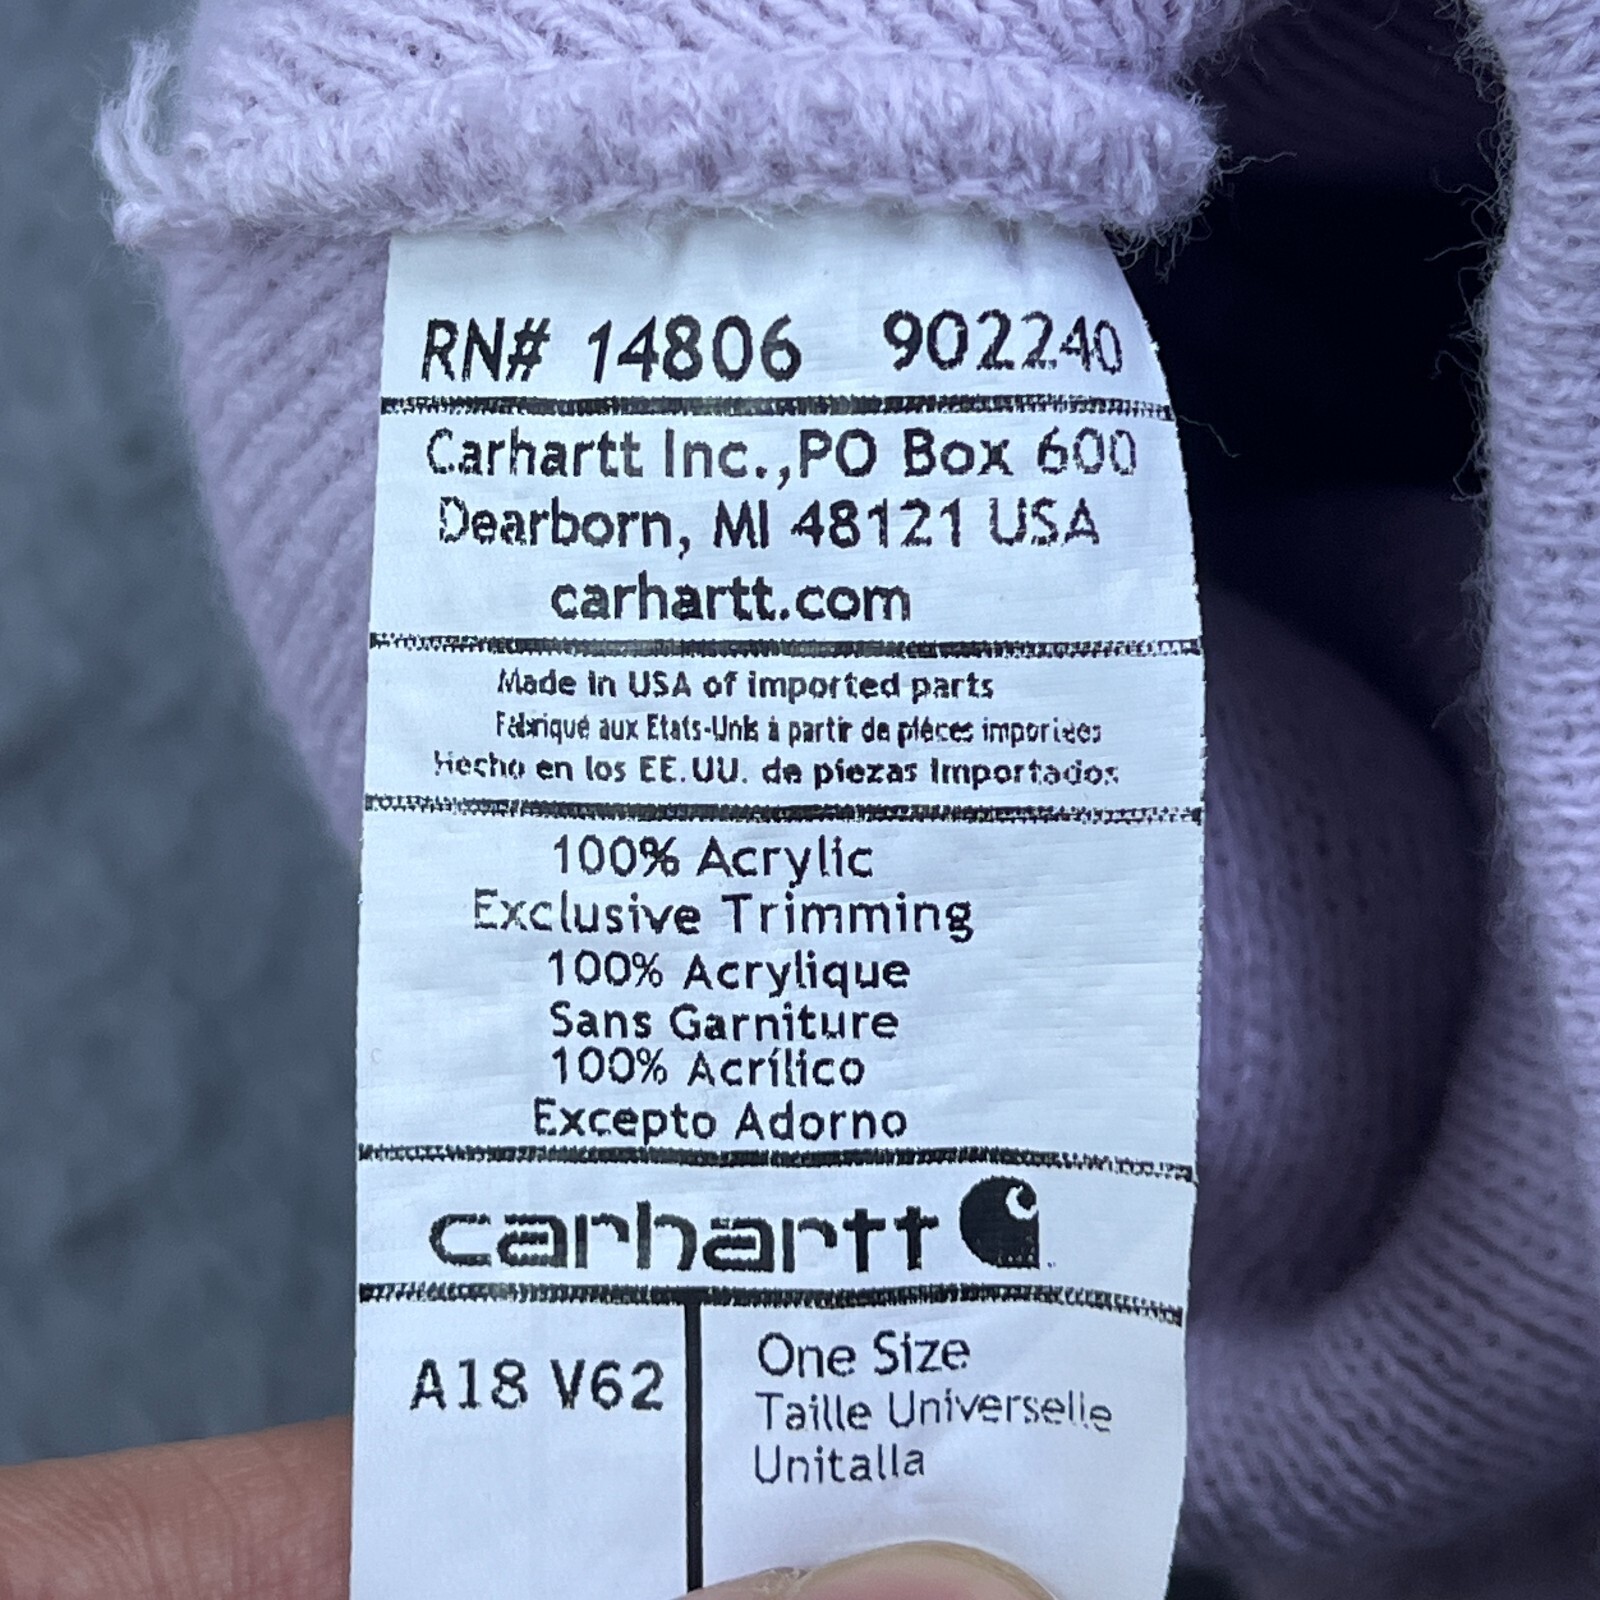 RN# 14806 902240
Carhartt Inc., PO Box 600
Dearborn, MI 48121 USA
carhartt.com
Made in USA of imported parts
Fabriqué aux Etats-Unis à partir de pièces importées
Hecho en los EE.UU. de piezas importados
100% Acrylic
Exclusive Trimming
100% Acrylique
Sans Garniture
100% Acrílico
Excepto Adorno
carhartt
A18 V62
One Size
Taille Universelle
Unitalla